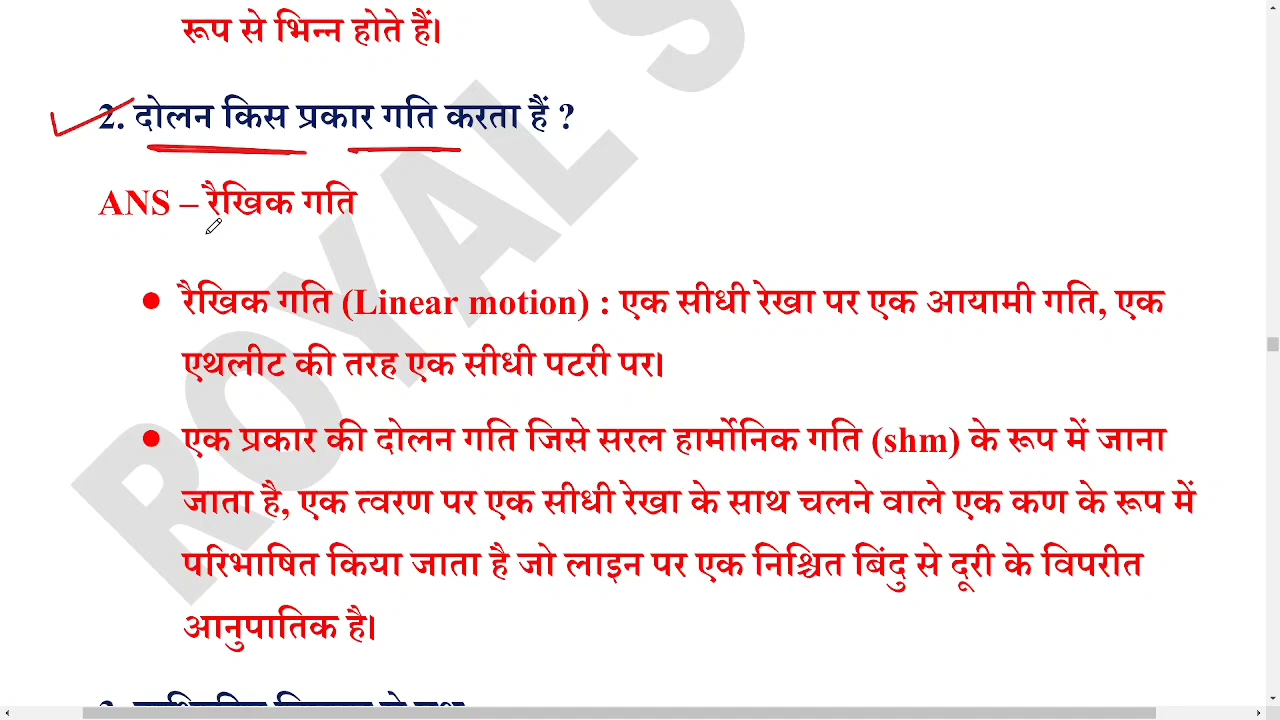 रूप से भिन्न होते हैं।
2. दोलन किस प्रकार गति करता हैं ?
ANS – रैखिक गति
● रैखिक गति (Linear motion) : एक सीधी रेखा पर एक आयामी गति, एक
एथलीट की तरह एक सीधी पटरी पर।
● एक प्रकार की दोलन गति जिसे सरल हार्मोनिक गति (shm) के रूप में जाना
जाता है, एक त्वरण पर एक सीधी रेखा के साथ चलने वाले एक कण के रूप में
परिभाषित किया जाता है जो लाइन पर एक निश्चित बिंदु से दूरी के विपरीत
आनुपातिक है।
ROYAL S